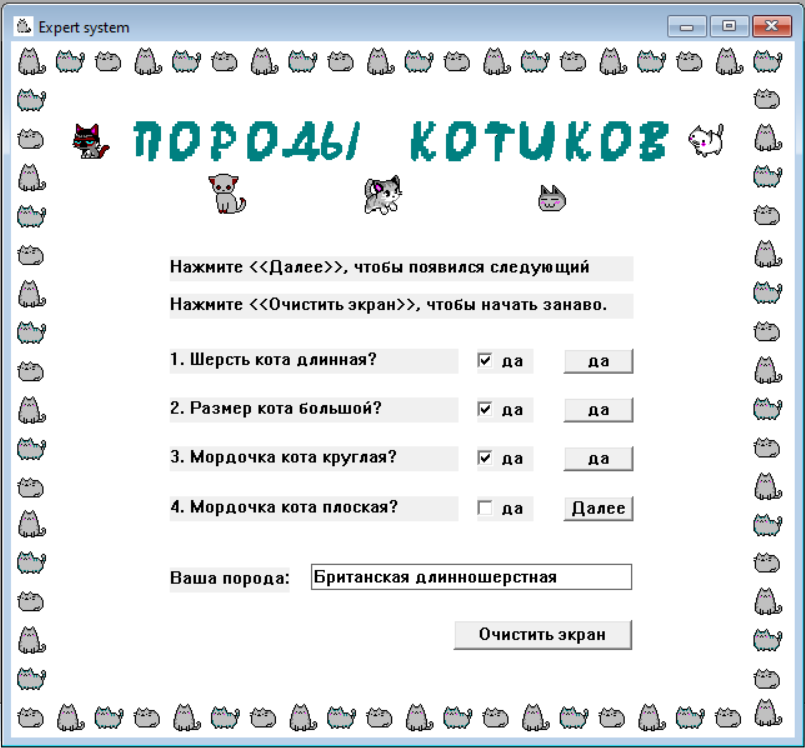 Expert system
ПОРОДЫ КОТИКОВ
Нажмите <<Далее>>, чтобы появился следующий
Нажмите <<Очистить экран>>, чтобы начать занаво.
1. Шерсть кота длинная? да да
2. Размер кота большой? да да
3. Мордочка кота круглая? да да
4. Мордочка кота плоская? да Далее
Ваша порода: Британская длинношерстная
Очистить экран